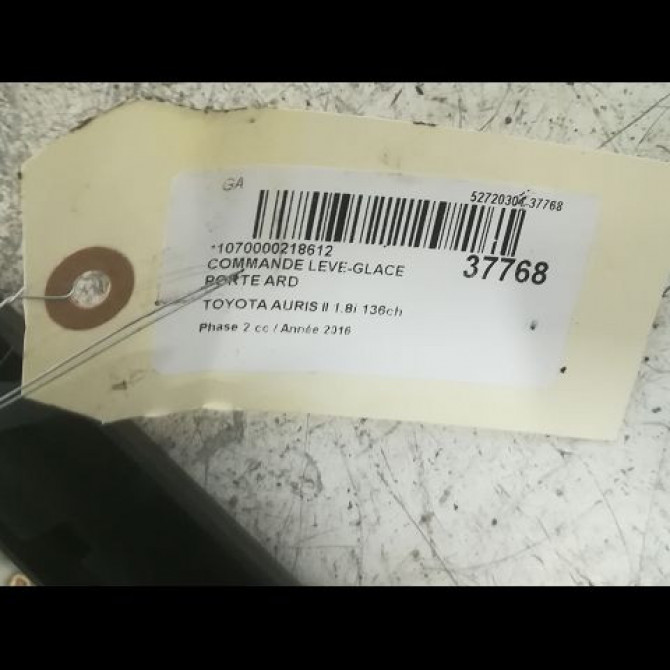 GA
52720304-37768
*1070000218612
COMMANDE LEVE-GLACE
37768
PORTE ARD
TOYOTA AURIS II 1.8i 136ch
Phase 2 cc / Année 2016